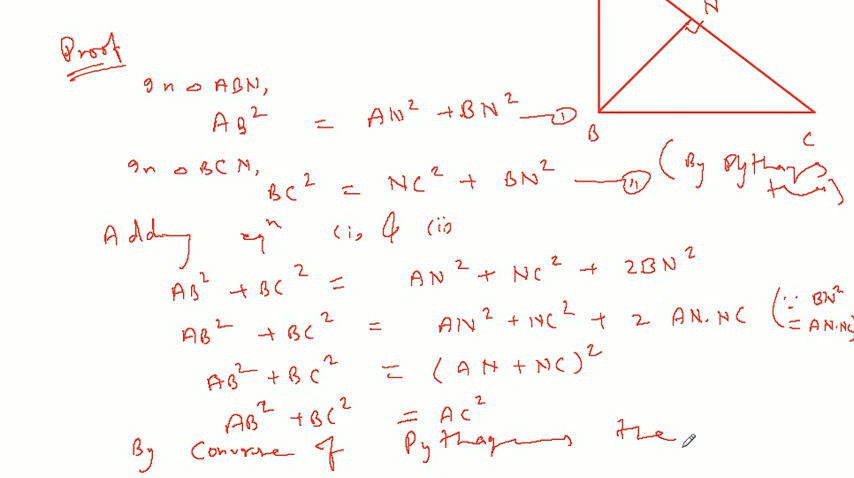 N
Proof
In △ ABN,
AB² = AN² + BN² — (i)
B C
In △ BCN,
BC² = NC² + BN² — (ii) (By Pythagoras
Adding eqⁿ (i) & (ii)
AB² + BC² = AN² + NC² + 2BN²
AB² + BC² = AN² + NC² + 2 AN.NC (∵ BN²
= AN.NC)
AB² + BC² = (AN + NC)²
AB² + BC² = AC²
By Converse of Pythagoras the